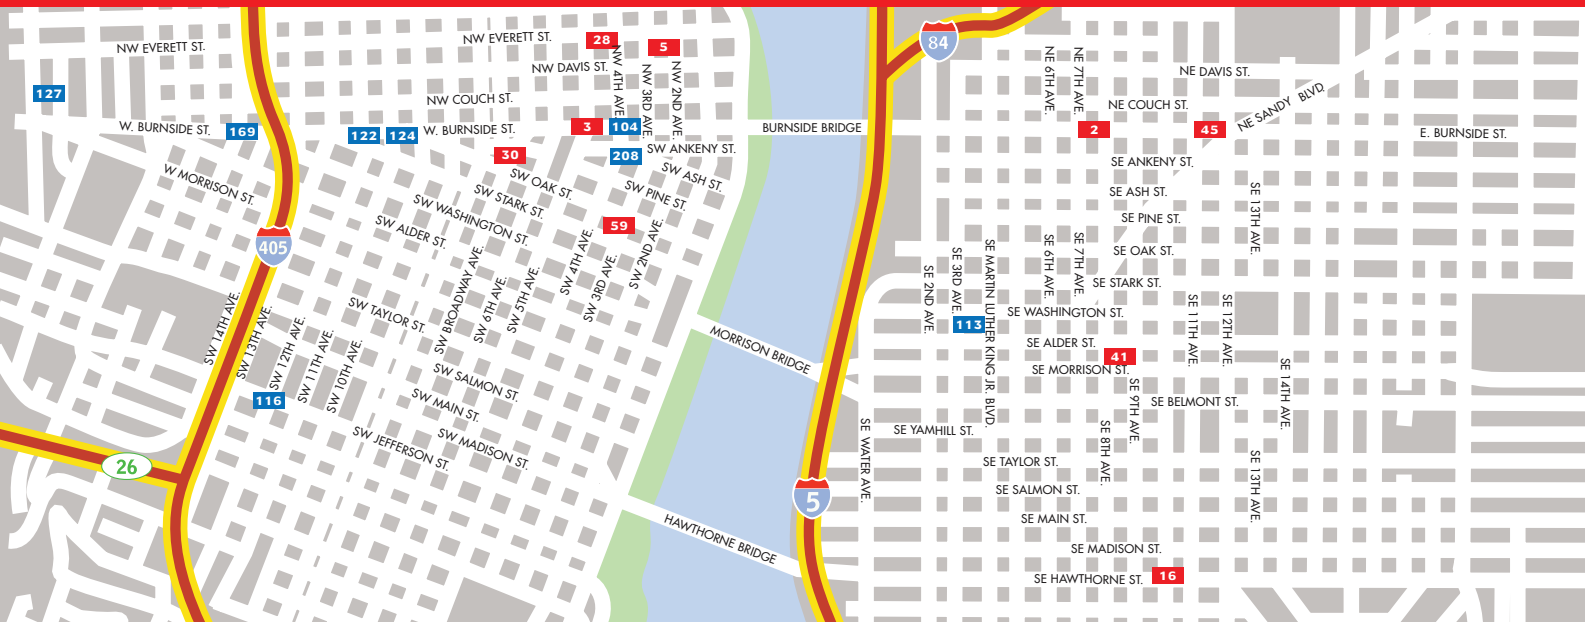 NW EVERETT ST.
NW EVERETT ST.
28
5
84
NW DAVIS ST.
NW 4TH AVE.
NW 3RD AVE.
NW 2ND AVE.
NE 6TH AVE.
NE 7TH AVE.
NE DAVIS ST.
127
NW COUCH ST.
NE COUCH ST.
NE SANDY BLVD.
W. BURNSIDE ST.
169
122
124
W. BURNSIDE ST.
3
104
BURNSIDE BRIDGE
2
45
E. BURNSIDE ST.
30
208
SW ANKENY ST.
SE ANKENY ST.
W MORRISON ST.
SW OAK ST.
SW ASH ST.
SW STARK ST.
SW PINE ST.
SE ASH ST.
SW WASHINGTON ST.
SW ALDER ST.
59
SE PINE ST.
SE 13TH AVE.
405
SW BROADWAY AVE.
SW 6TH AVE.
SW 5TH AVE.
SW 4TH AVE.
SW 3RD AVE.
SW 2ND AVE.
SE OAK ST.
SE 2ND AVE.
SE 3RD AVE.
SE MARTIN LUTHER KING JR. BLVD.
SE 6TH AVE.
SE 7TH AVE.
SE STARK ST.
SW 14TH AVE.
SW 13TH AVE.
SW 12TH AVE.
SW 11TH AVE.
SW 10TH AVE.
SW TAYLOR ST.
113
SE WASHINGTON ST.
SE 11TH AVE.
SE 12TH AVE.
MORRISON BRIDGE
SE ALDER ST.
41
SE MORRISON ST.
SW SALMON ST.
116
SW MAIN ST.
SE 9TH AVE.
SE BELMONT ST.
SE 14TH AVE.
SW JEFFERSON ST.
SW MADISON ST.
SE WATER AVE.
SE YAMHILL ST.
SE 8TH AVE.
26
SE TAYLOR ST.
SE 13TH AVE.
5
SE SALMON ST.
HAWTHORNE BRIDGE
SE MAIN ST.
SE MADISON ST.
SE HAWTHORNE ST.
16